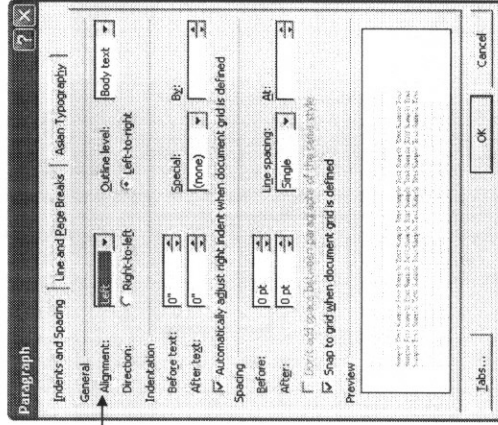 Paragraph
Indents and Spacing Line and Page Breaks Asian Typography
General
Alignment: Left Outline level: Body text
Direction: Right-to-left Left-to-right
Indentation
Before text: 0" Special: By:
After text: 0" (none)
Automatically adjust right indent when document grid is defined
Spacing
Before: 0 pt Line spacing: At:
After: 0 pt Single
Don't add space between paragraphs of the same style
Snap to grid when document grid is defined
Preview
Tabs... OK Cancel